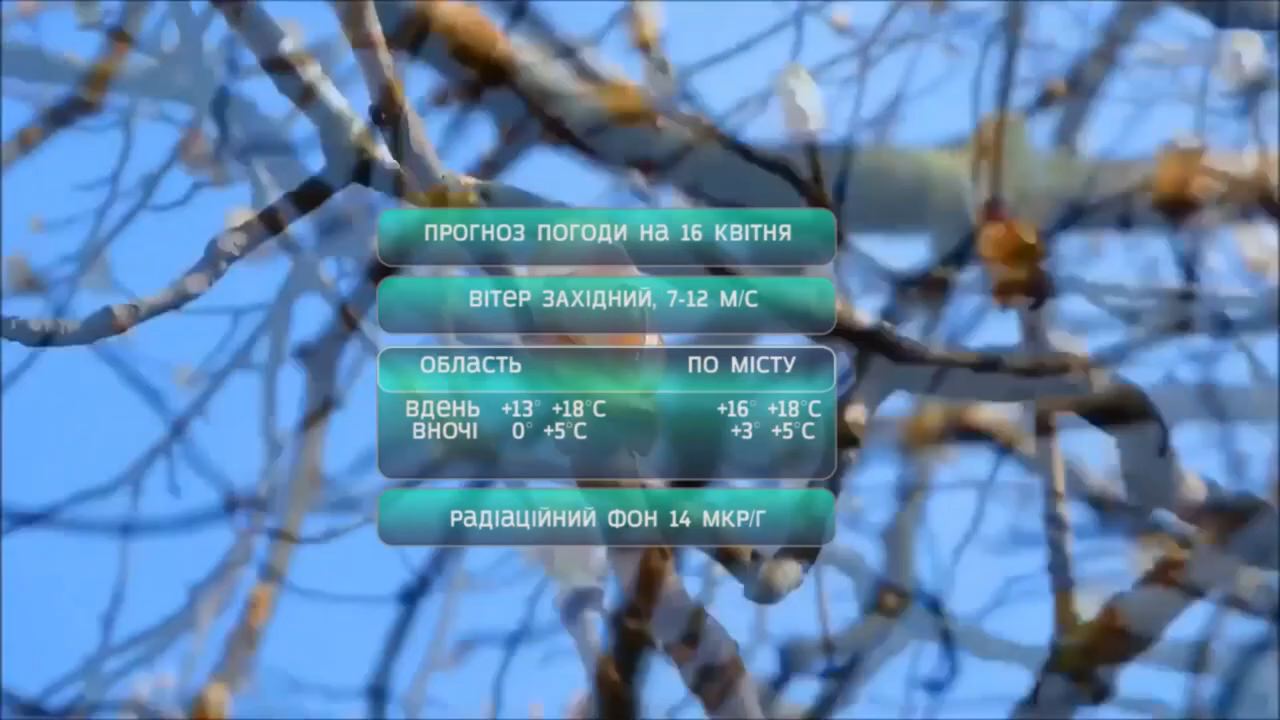 ПРОГНОЗ ПОГОДИ НА 16 КВІТНЯ
ВІТЕР ЗАХІДНИЙ, 7-12 М/С
ОБЛАСТЬ ПО МІСТУ
ВДЕНЬ +13° +18°С +16° +18°С
ВНОЧІ 0° +5°С +3° +5°С
РАДІАЦІЙНИЙ ФОН 14 МКР/Г